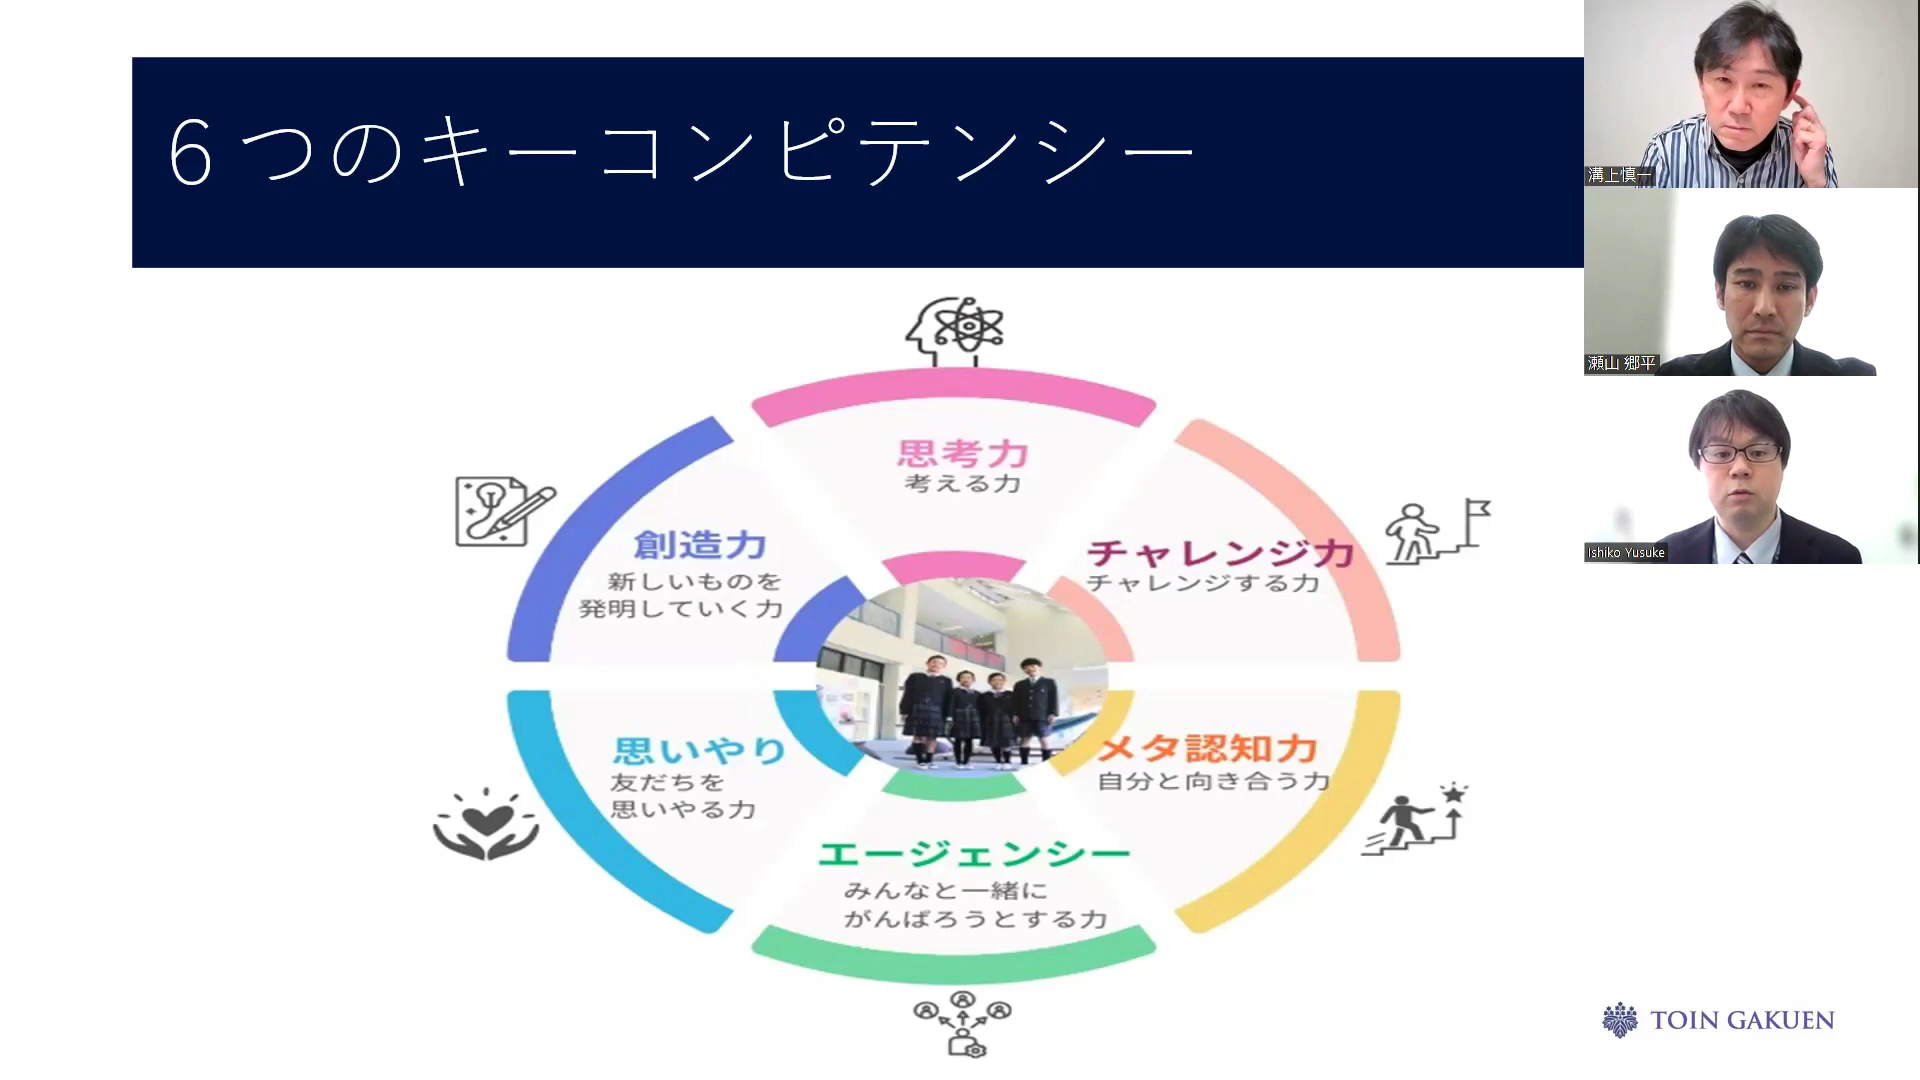 6つのキーコンピテンシー
思考力
考える力
チャレンジ力
チャレンジする力
創造力
新しいものを
発明していく力
思いやり
友だちを
思いやる力
メタ認知力
自分と向き合う力
エージェンシー
みんなと一緒に
がんばろうとする力
溝上慎一
瀬山 郷平
Ishiko Yusuke
TOIN GAKUEN